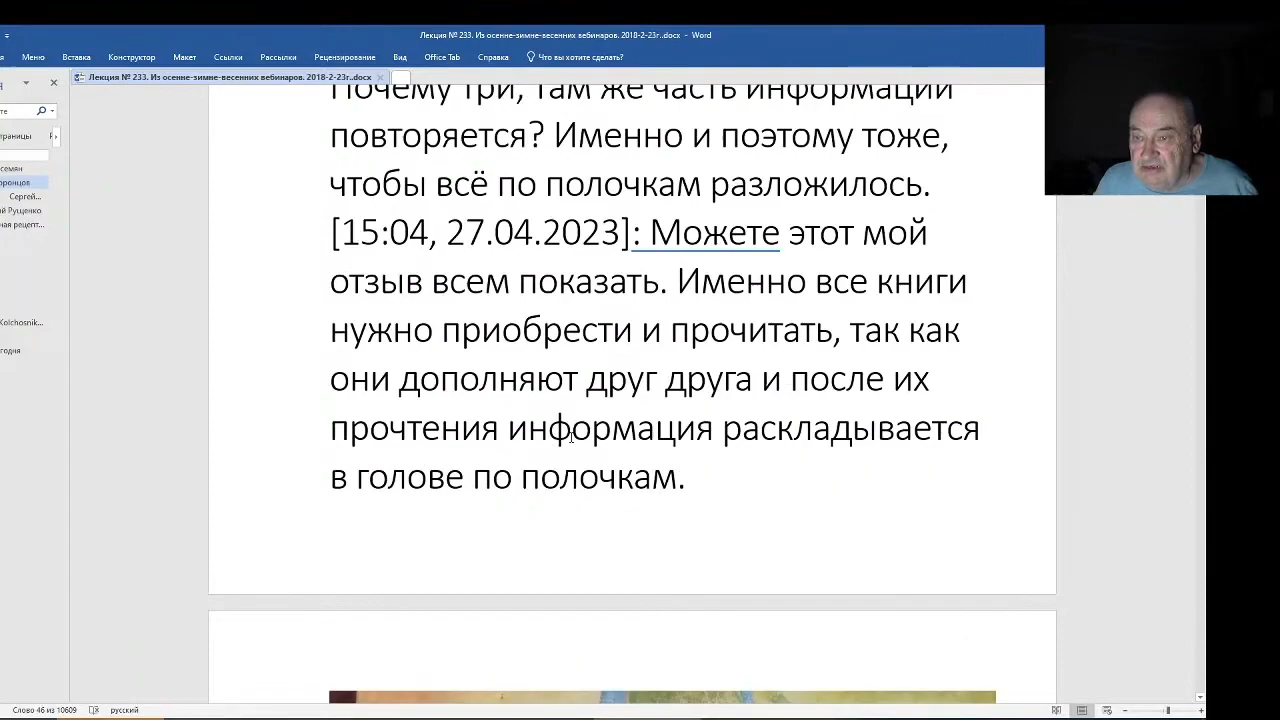 Лекция № 233. Из осенне-зимне-весенних вебинаров. 2018-2-23г..docx - Word
Меню Вставка Конструктор Макет Ссылки Рассылки Рецензирование Вид Office Tab Справка Что вы хотите сделать?
Лекция № 233. Из осенне-зимне-весенних вебинаров. 2018-2-23г..docx
Почему три, там же часть информации
повторяется? Именно и поэтому тоже,
чтобы всё по полочкам разложилось.
[15:04, 27.04.2023]: Можете этот мой
отзыв всем показать. Именно все книги
нужно приобрести и прочитать, так как
они дополняют друг друга и после их
прочтения информация раскладывается
в голове по полочкам.
Сергей...
Рущенко
Kolchosnik...
Слово 46 из 10609 русский